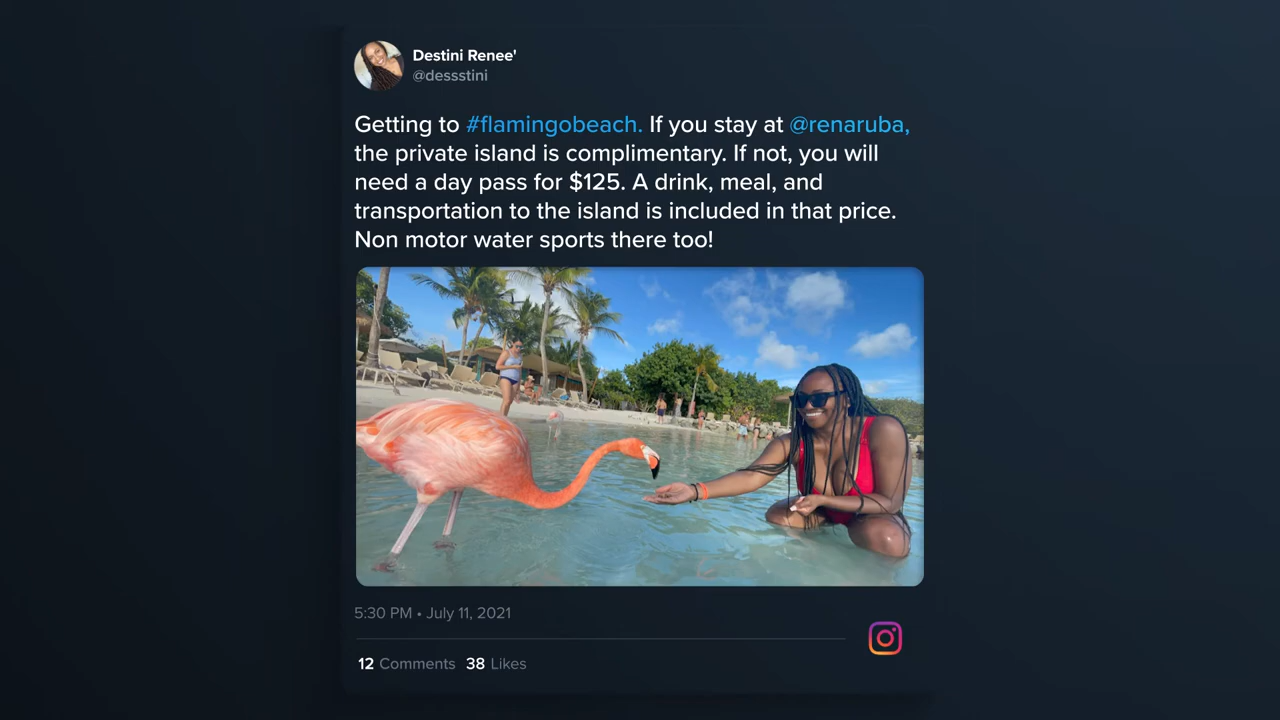 Destini Renee'
@dessstini
Getting to #flamingobeach. If you stay at @renaruba,
the private island is complimentary. If not, you will
need a day pass for $125. A drink, meal, and
transportation to the island is included in that price.
Non motor water sports there too!
5:30 PM • July 11, 2021
12 Comments 38 Likes